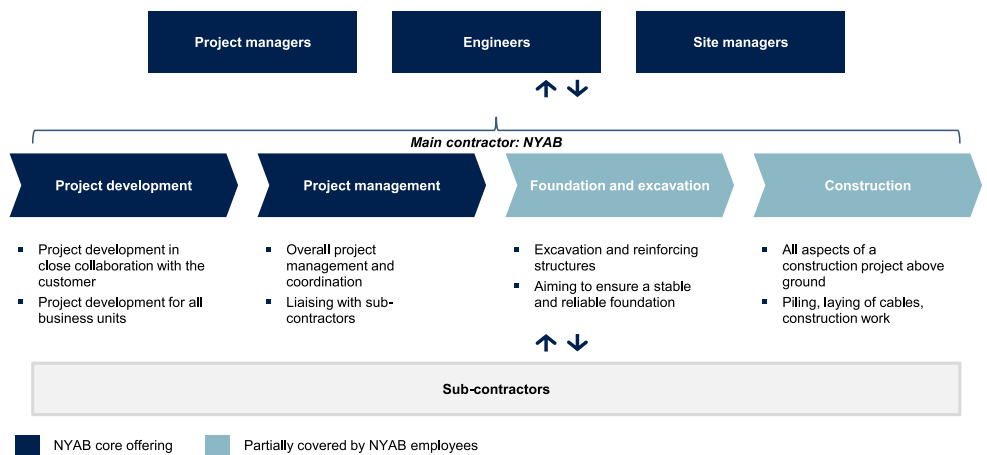 Project managers
Engineers
Site managers
Main contractor: NYAB
Project development
Project management
Foundation and excavation
Construction
Project development in
close collaboration with the
customer
Project development for all
business units
Overall project
management and
coordination
Liaising with sub-
contractors
Excavation and reinforcing
structures
Aiming to ensure a stable
and reliable foundation
All aspects of a
construction project above
ground
Piling, laying of cables,
construction work
Sub-contractors
NYAB core offering
Partially covered by NYAB employees